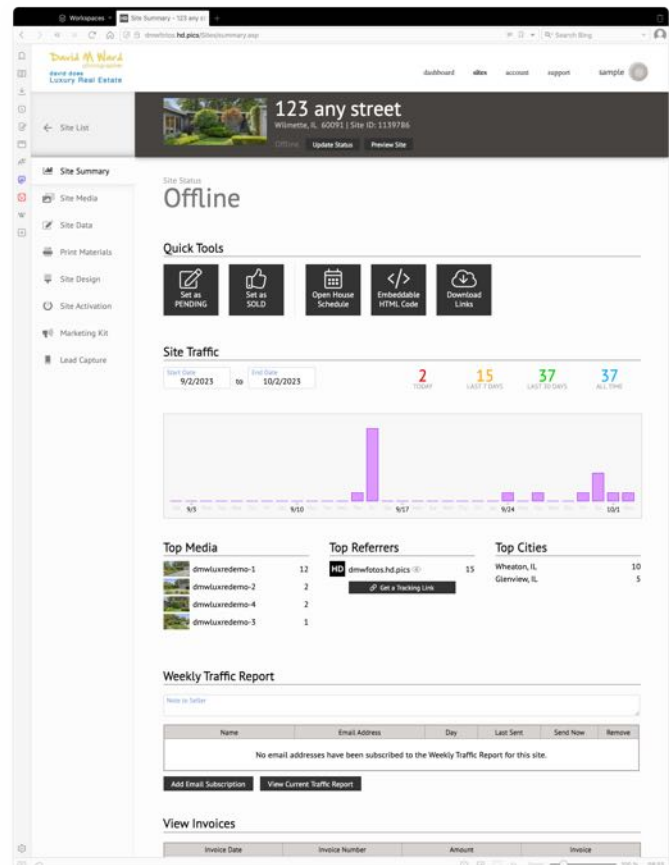 Workspaces
Site Summary - 123 any st
dmwfotos.hd.pics/Sites/summary.asp
Search Bing
David M Ward
photographer
david does
Luxury Real Estate
dashboard sites account support sample
Site List
123 any street
Wilmette, IL 60091 | Site ID: 1139786
Offline Update Status Preview Site
Site Summary
Site Media
Site Data
Print Materials
Site Design
Site Activation
Marketing Kit
Lead Capture
Site Status
Offline
Quick Tools
Set as PENDING
Set as SOLD
Open House Schedule
Embeddable HTML Code
Download Links
Site Traffic
Start Date
9/2/2023
to
End Date
10/2/2023
2 TODAY
15 LAST 7 DAYS
37 LAST 30 DAYS
37 ALL TIME
9/3 9/10 9/17 9/24 10/1
Top Media
dmwluxredemo-1 12
dmwluxredemo-2 2
dmwluxredemo-4 2
dmwluxredemo-3 1
Top Referrers
HD dmwfotos.hd.pics 15
Get a Tracking Link
Top Cities
Wheaton, IL 10
Glenview, IL 5
Weekly Traffic Report
Note to Seller
Name Email Address Day Last Sent Send Now Remove
No email addresses have been subscribed to the Weekly Traffic Report for this site.
Add Email Subscription View Current Traffic Report
View Invoices
Invoice Date Invoice Number Amount Invoice